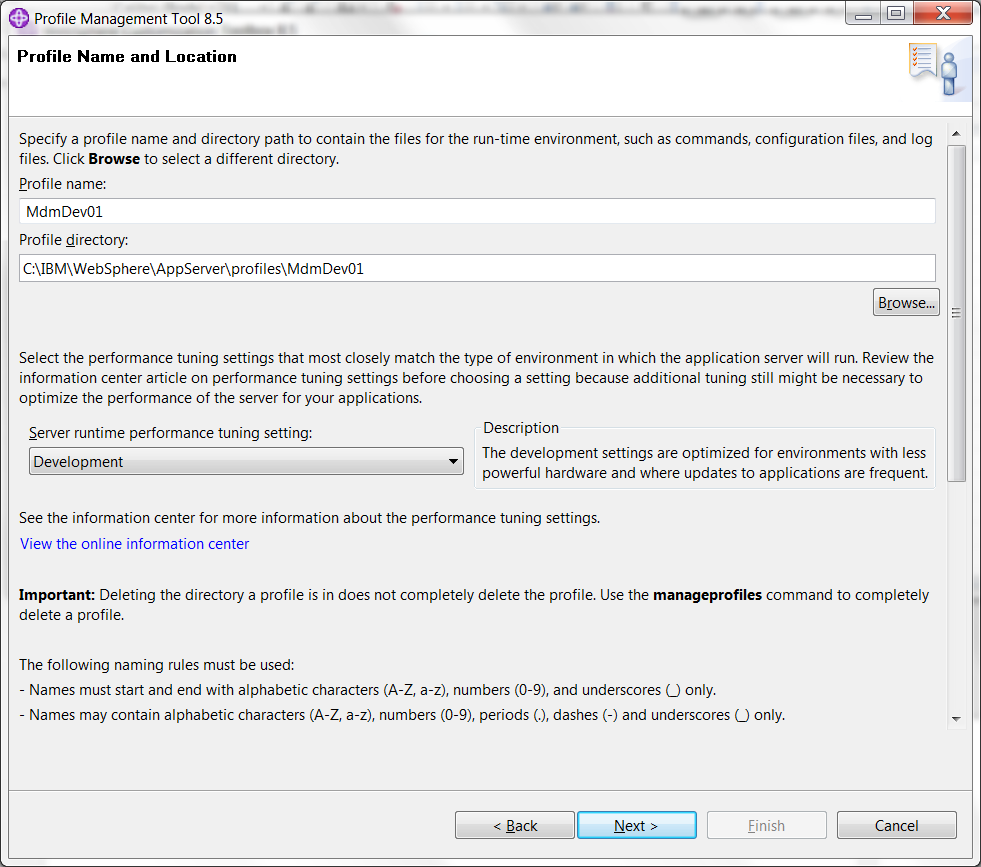 Profile Management Tool 8.5
Profile Name and Location
Specify a profile name and directory path to contain the files for the run-time environment, such as commands, configuration files, and log
files. Click Browse to select a different directory.
Profile name:
MdmDev01
Profile directory:
C:\IBM\WebSphere\AppServer\profiles\MdmDev01
Browse...
Select the performance tuning settings that most closely match the type of environment in which the application server will run. Review the
information center article on performance tuning settings before choosing a setting because additional tuning still might be necessary to
optimize the performance of the server for your applications.
Server runtime performance tuning setting:
Development
Description
The development settings are optimized for environments with less
powerful hardware and where updates to applications are frequent.
See the information center for more information about the performance tuning settings.
View the online information center
Important: Deleting the directory a profile is in does not completely delete the profile. Use the manageprofiles command to completely
delete a profile.
The following naming rules must be used:
- Names must start and end with alphabetic characters (A-Z, a-z), numbers (0-9), and underscores (_) only.
- Names may contain alphabetic characters (A-Z, a-z), numbers (0-9), periods (.), dashes (-) and underscores (_) only.
< Back
Next >
Finish
Cancel